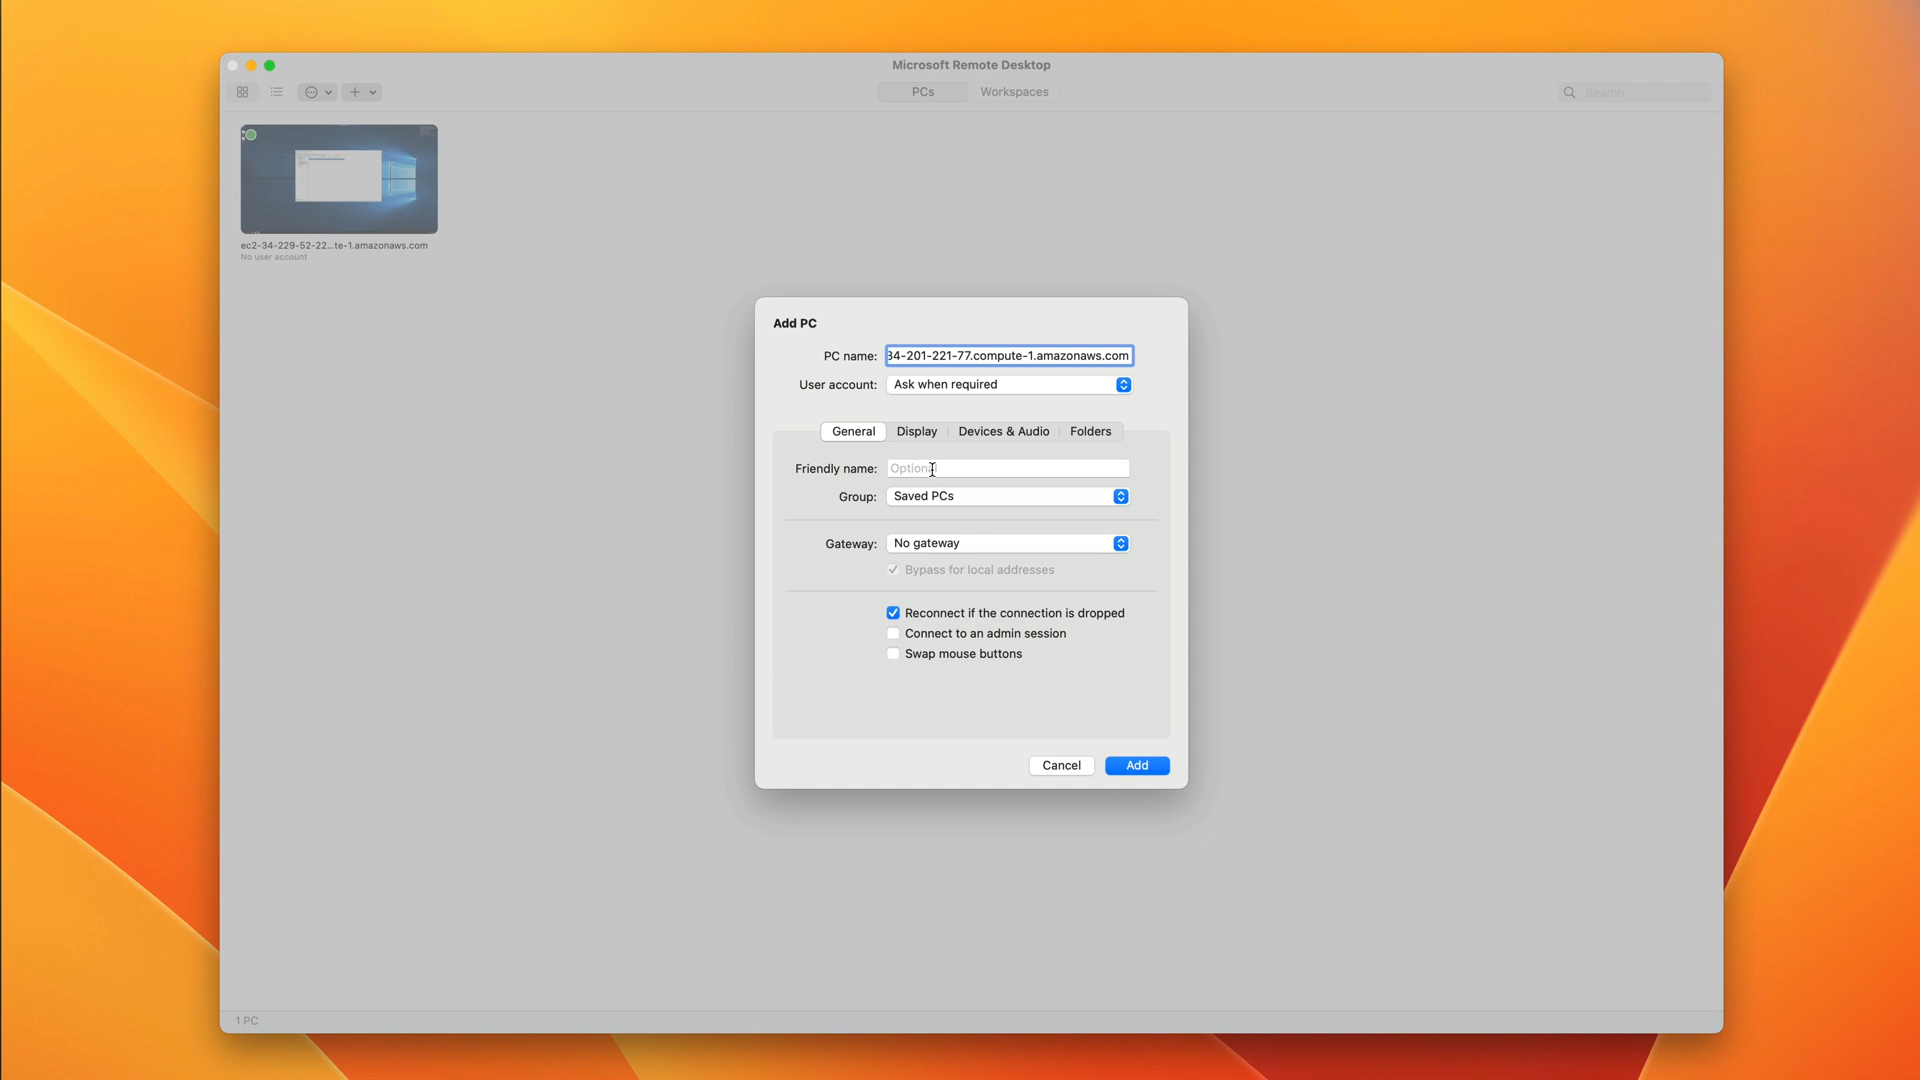 Microsoft Remote Desktop
PCs
Workspaces
Search
ec2-34-229-52-22...te-1.amazonaws.com
No user account
Add PC
PC name: 34-201-221-77.compute-1.amazonaws.com
User account: Ask when required
General Display Devices & Audio Folders
Friendly name: Optional
Group: Saved PCs
Gateway: No gateway
Bypass for local addresses
Reconnect if the connection is dropped
Connect to an admin session
Swap mouse buttons
Cancel Add
1 PC